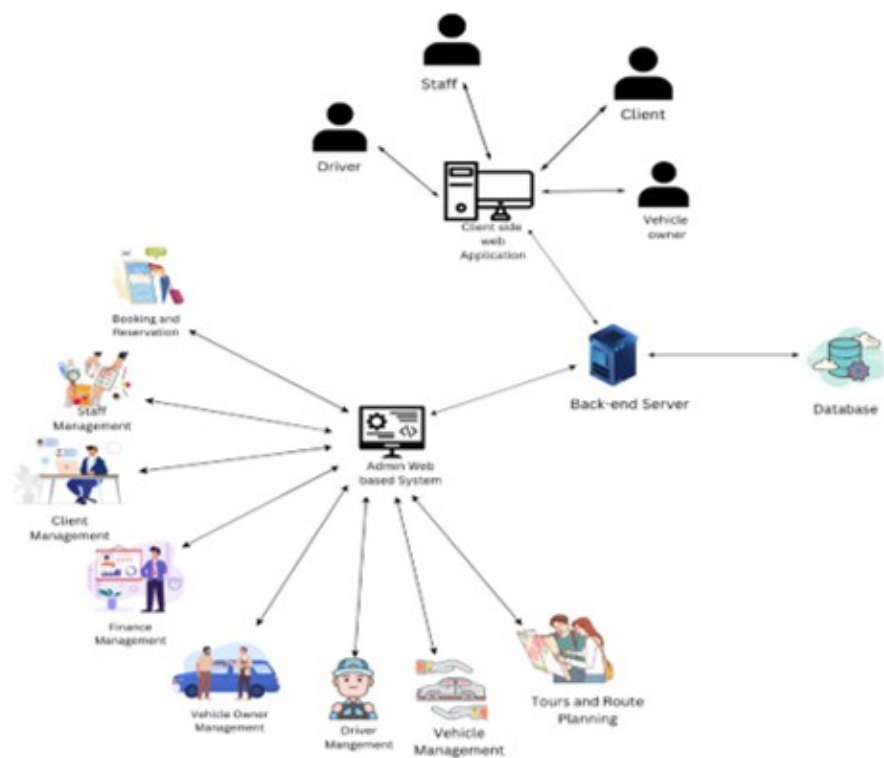 Staff
Client
Driver
Vehicle
owner
Client side
web
Application
Booking and
Reservation
Back-end Server
Database
Staff
Management
Admin Web
based System
Client
Management
Finance
Management
Tours and Route
Planning
Vehicle Owner
Management
Driver
Mangement
Vehicle
Management